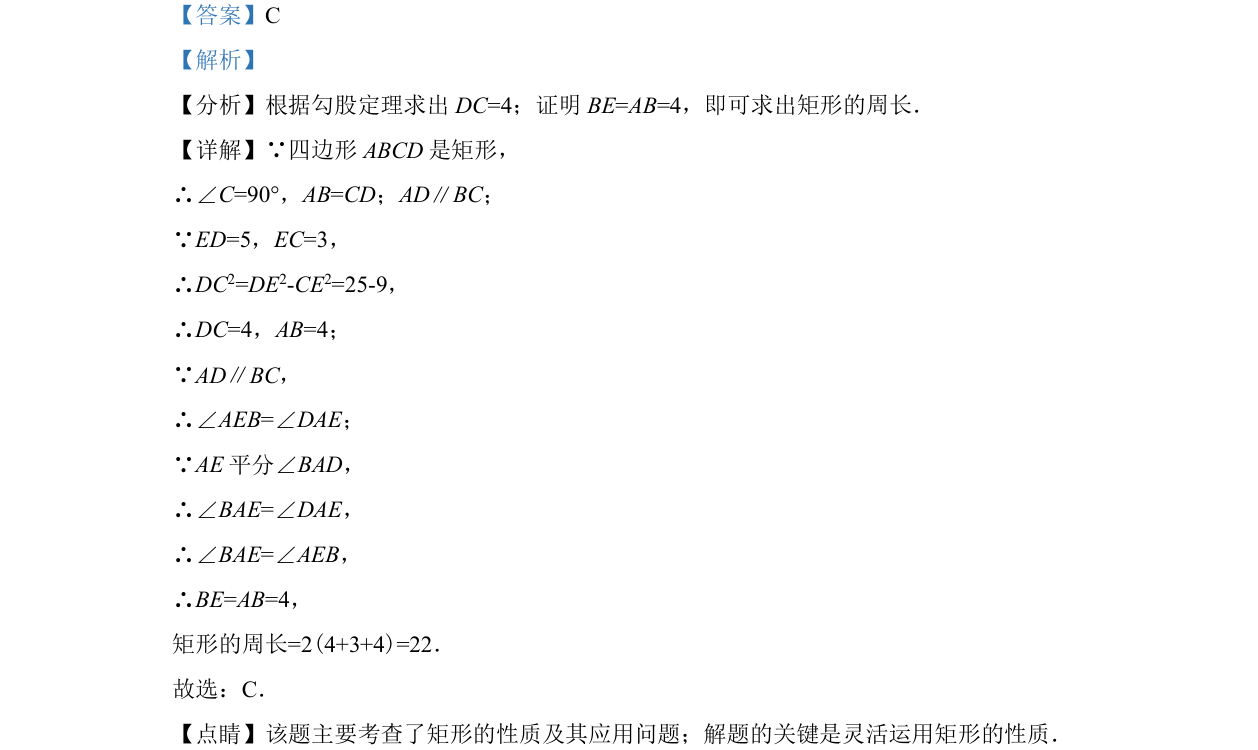 【答案】C
【解析】
【分析】根据勾股定理求出 DC=4；证明 BE=AB=4，即可求出矩形的周长．
【详解】∵四边形 ABCD 是矩形，
∴∠C=90°，AB=CD；AD∥BC；
∵ED=5，EC=3，
∴DC²=DE²-CE²=25-9，
∴DC=4，AB=4；
∵AD∥BC，
∴∠AEB=∠DAE；
∵AE 平分∠BAD，
∴∠BAE=∠DAE，
∴∠BAE=∠AEB，
∴BE=AB=4，
矩形的周长=2（4+3+4）=22．
故选：C．
【点睛】该题主要考查了矩形的性质及其应用问题；解题的关键是灵活运用矩形的性质．